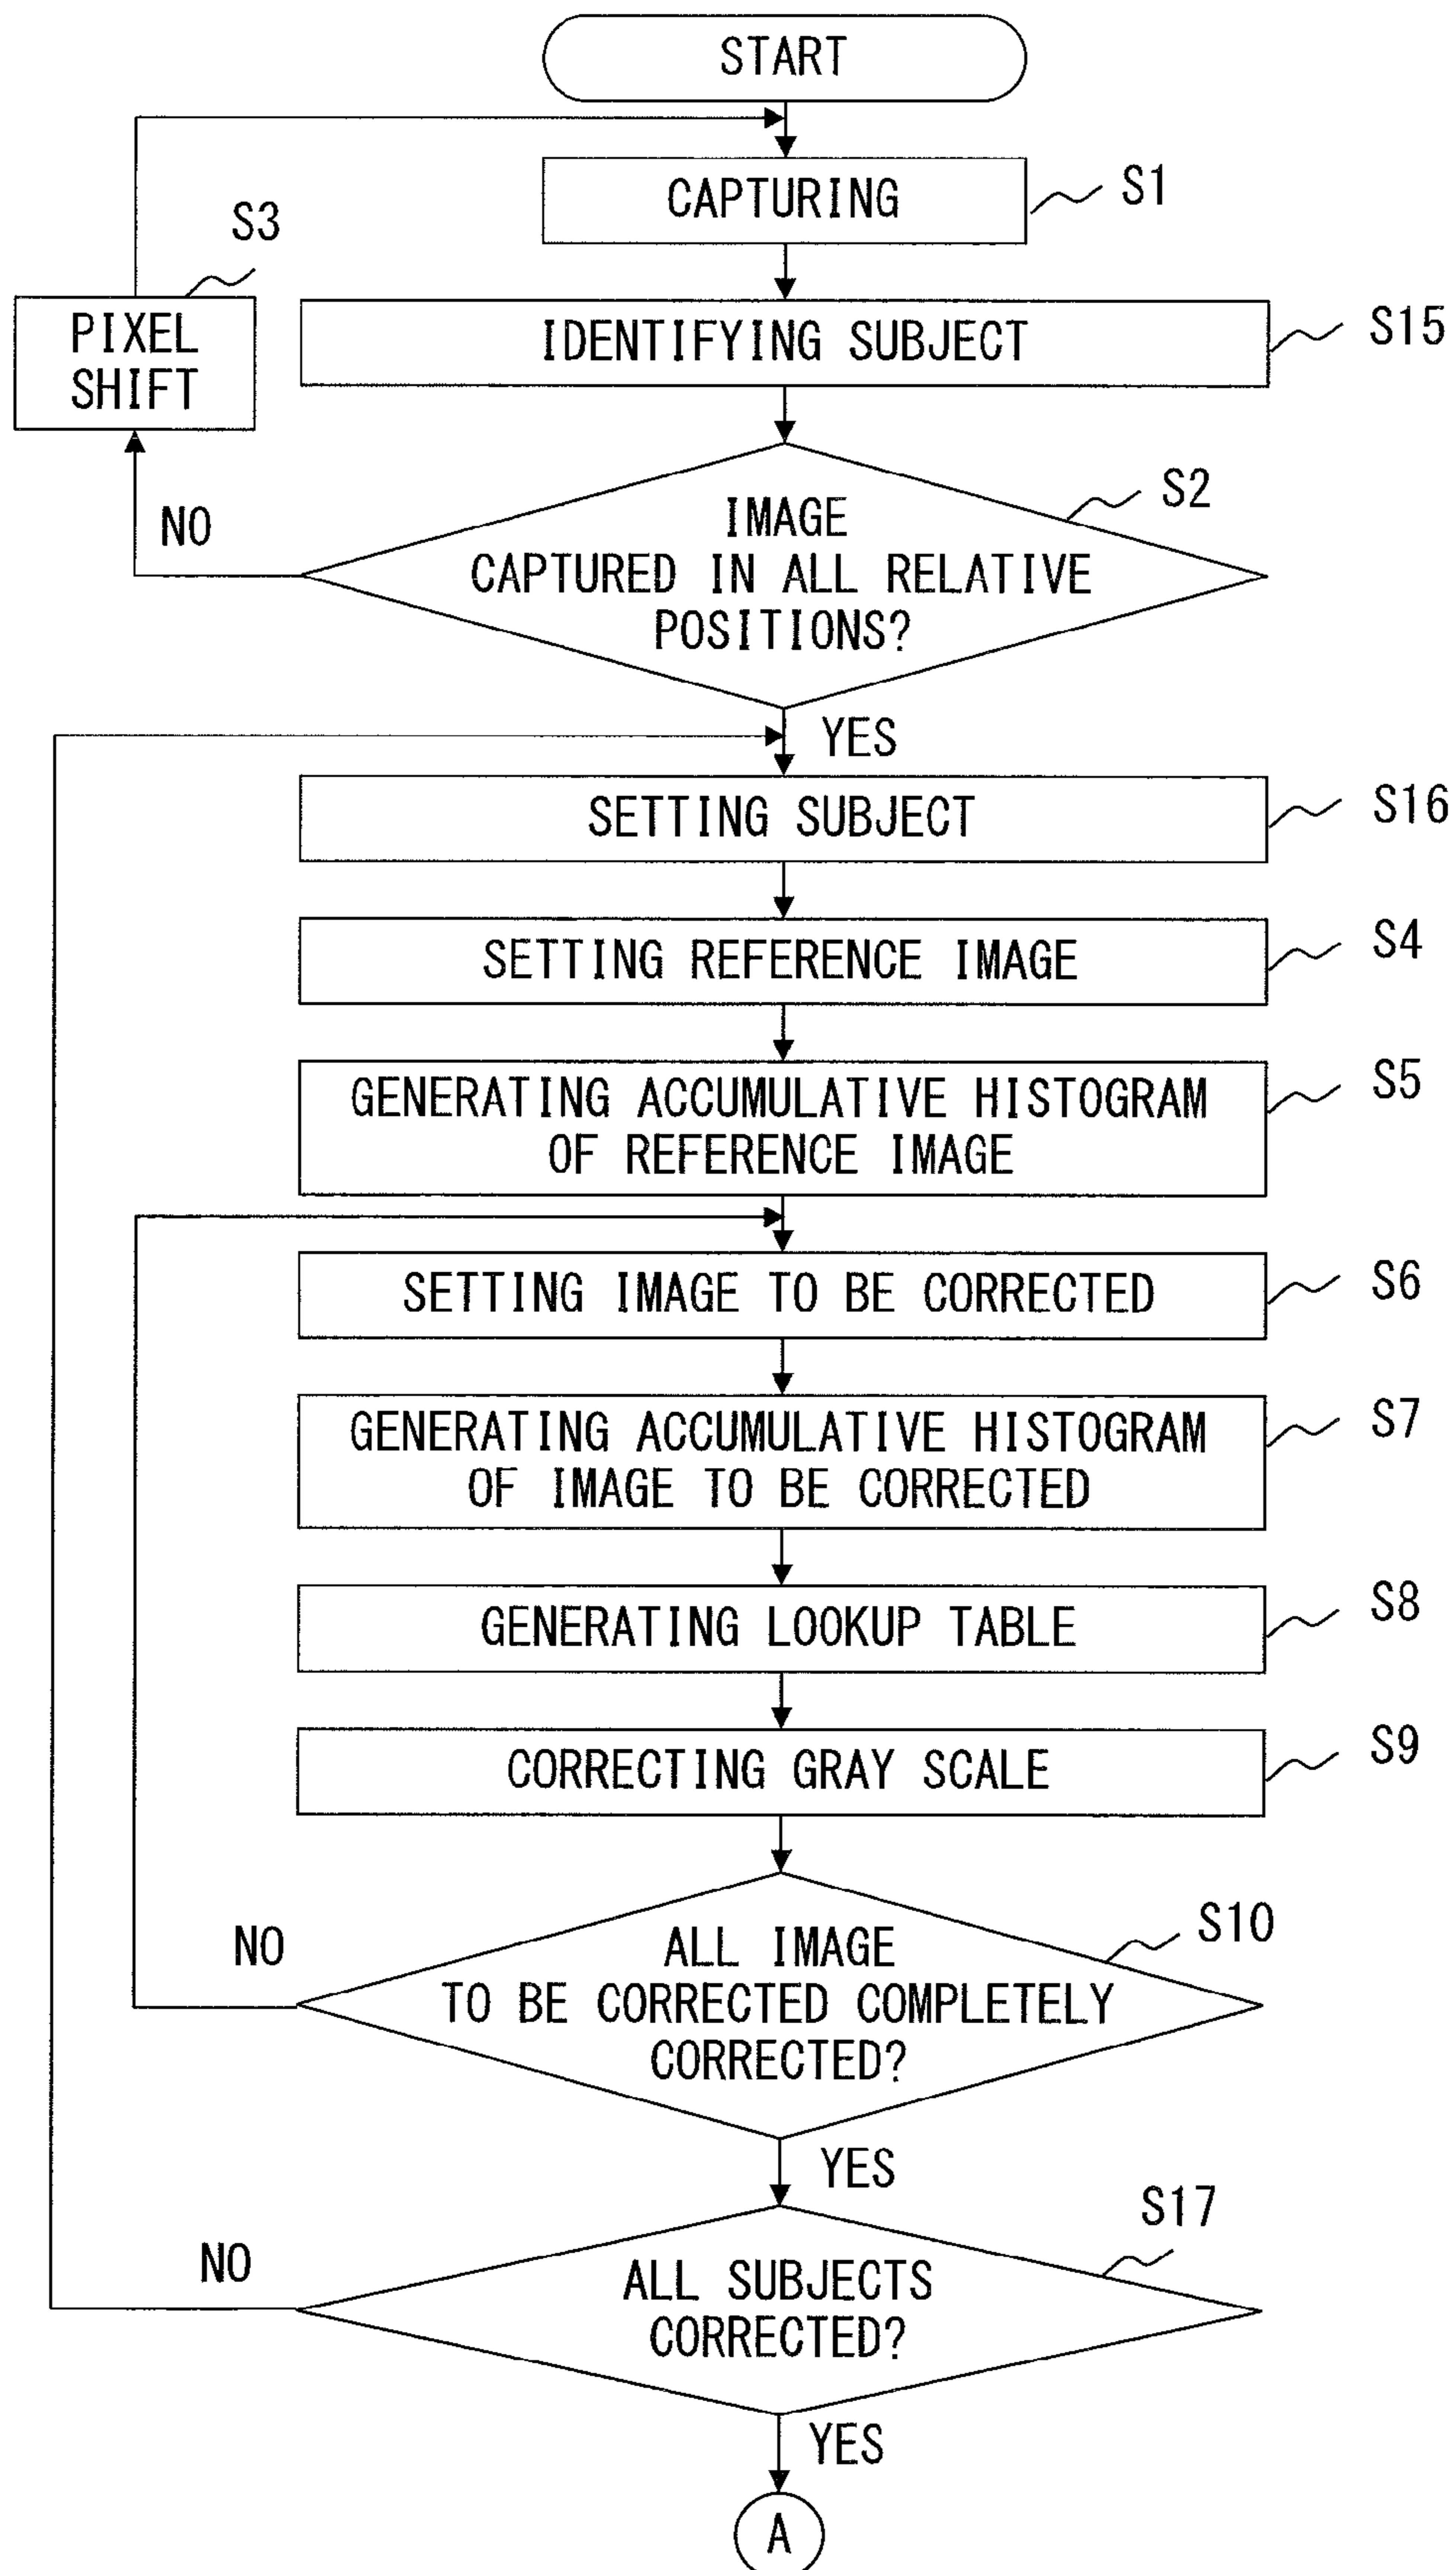 START
CAPTURING
S1
S3
PIXEL
SHIFT
IDENTIFYING SUBJECT
S15
S2
IMAGE
CAPTURED IN ALL RELATIVE
POSITIONS?
NO
YES
SETTING SUBJECT
S16
SETTING REFERENCE IMAGE
S4
GENERATING ACCUMULATIVE HISTOGRAM
OF REFERENCE IMAGE
S5
SETTING IMAGE TO BE CORRECTED
S6
GENERATING ACCUMULATIVE HISTOGRAM
OF IMAGE TO BE CORRECTED
S7
GENERATING LOOKUP TABLE
S8
CORRECTING GRAY SCALE
S9
S10
ALL IMAGE
TO BE CORRECTED COMPLETELY
CORRECTED?
NO
YES
S17
ALL SUBJECTS
CORRECTED?
NO
YES
A